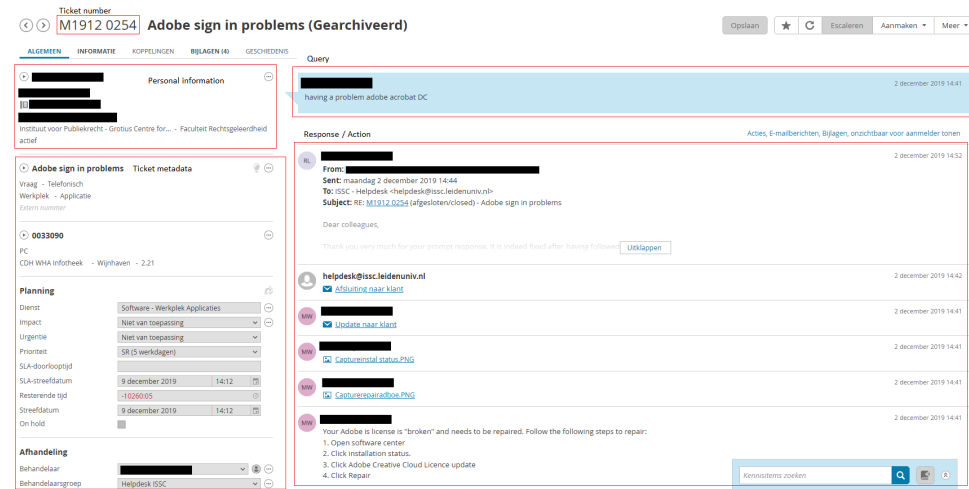 Ticket number
M1912 0254 Adobe sign in problems (Gearchiveerd)
Opslaan
Escaleren
Aanmaken
Meer
ALGEMEEN
INFORMATIE
KOPPELINGEN
BIJLAGEN (4)
GESCHIEDENIS
Personal information
Instituut voor Publiekrecht - Grotius Centre for... - Faculteit Rechtsgeleerdheid
actief
Adobe sign in problems Ticket metadata
Vraag - Telefonisch
Werkplek - Applicatie
Extern nummer
0033090
PC
CDH WHA Infotheek - Wijnhaven - 2.21
Planning
Dienst Software - Werkplek Applicaties
Impact Niet van toepassing
Urgentie Niet van toepassing
Prioriteit SR (5 werkdagen)
SLA-doorlooptijd
SLA-streefdatum 9 december 2019 14:12
Resterende tijd -10260:05
Streefdatum 9 december 2019 14:12
On hold
Afhandeling
Behandelaar
Behandelaarsgroep Helpdesk ISSC
Query
2 december 2019 14:41
having a problem adobe acrobat DC
Response / Action
Acties, E-mailberichten, Bijlagen, onzichtbaar voor aanmelder tonen
RL
2 december 2019 14:52
From:
Sent: maandag 2 december 2019 14:44
To: ISSC - Helpdesk <helpdesk@issc.leidenuniv.nl>
Subject: RE: M1912 0254 (afgesloten/closed) - Adobe sign in problems
Dear colleagues,
Thank you very much for your prompt response. It is indeed fixed after having followed
Uitklappen
helpdesk@issc.leidenuniv.nl 2 december 2019 14:42
Afsluiting naar klant
MW
2 december 2019 14:41
Update naar klant
MW
2 december 2019 14:41
Captureinstal status.PNG
MW
2 december 2019 14:41
Capturerepairadboe.PNG
MW
2 december 2019 14:41
Your Adobe is license is "broken" and needs to be repaired. Follow the following steps to repair:
1. Open software center
2. Click installation status.
3. Click Adobe Creative Cloud Licence update
4. Click Repair
Kennisitems zoeken